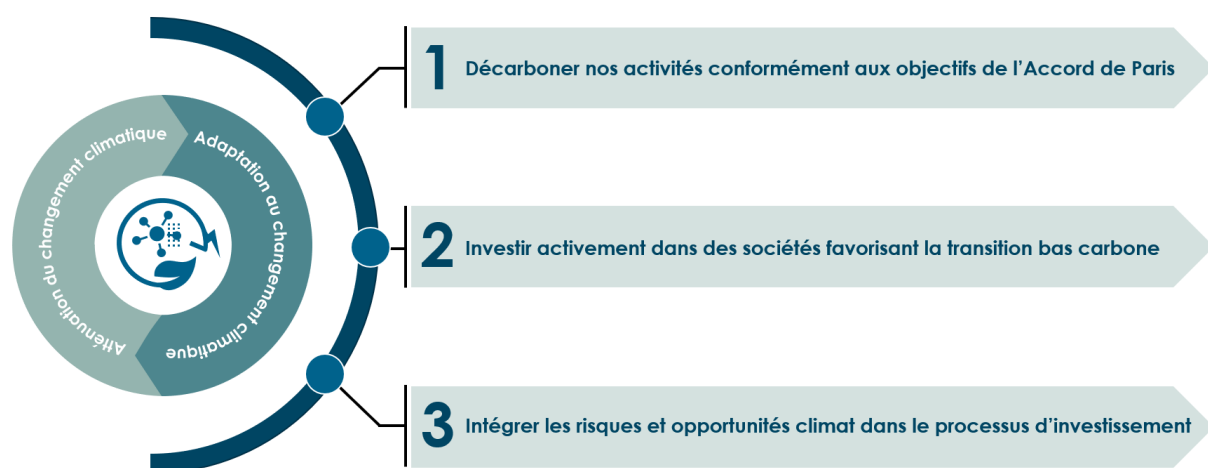 Atténuation du changement climatique
Adaptation au changement climatique
1 Décarboner nos activités conformément aux objectifs de l’Accord de Paris
2 Investir activement dans des sociétés favorisant la transition bas carbone
3 Intégrer les risques et opportunités climat dans le processus d’investissement